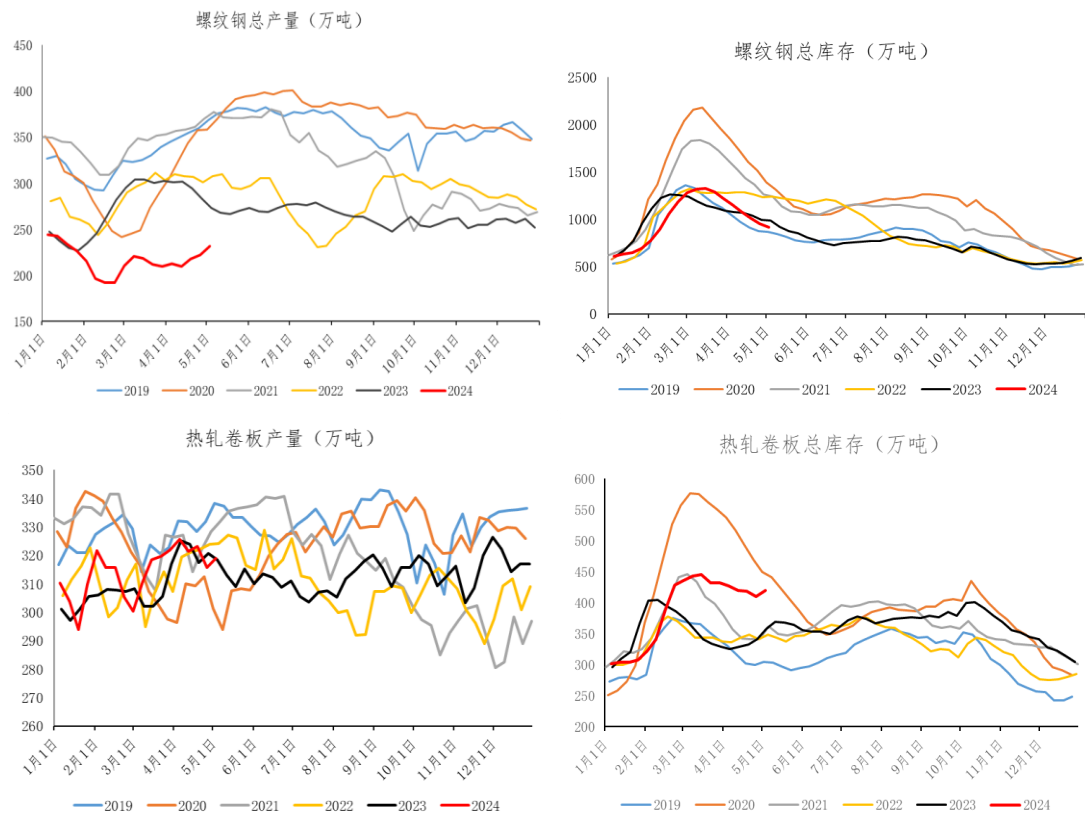 螺纹钢总产量（万吨）
450
400
350
300
250
200
150
1月1日
2月1日
3月1日
4月1日
5月1日
6月1日
7月1日
8月1日
9月1日
10月1日
11月1日
12月1日
2019 2020 2021 2022 2023 2024
螺纹钢总库存（万吨）
2500
2000
1500
1000
500
0
1月1日
2月1日
3月1日
4月1日
5月1日
6月1日
7月1日
8月1日
9月1日
10月1日
11月1日
12月1日
2019 2020 2021 2022 2023 2024
热轧卷板产量（万吨）
350
340
330
320
310
300
290
280
270
260
1月1日
2月1日
3月1日
4月1日
5月1日
6月1日
7月1日
8月1日
9月1日
10月1日
11月1日
12月1日
2019 2020 2021 2022 2023 2024
热轧卷板总库存（万吨）
600
550
500
450
400
350
300
250
200
1月1日
2月1日
3月1日
4月1日
5月1日
6月1日
7月1日
8月1日
9月1日
10月1日
11月1日
12月1日
2019 2020 2021 2022 2023 2024